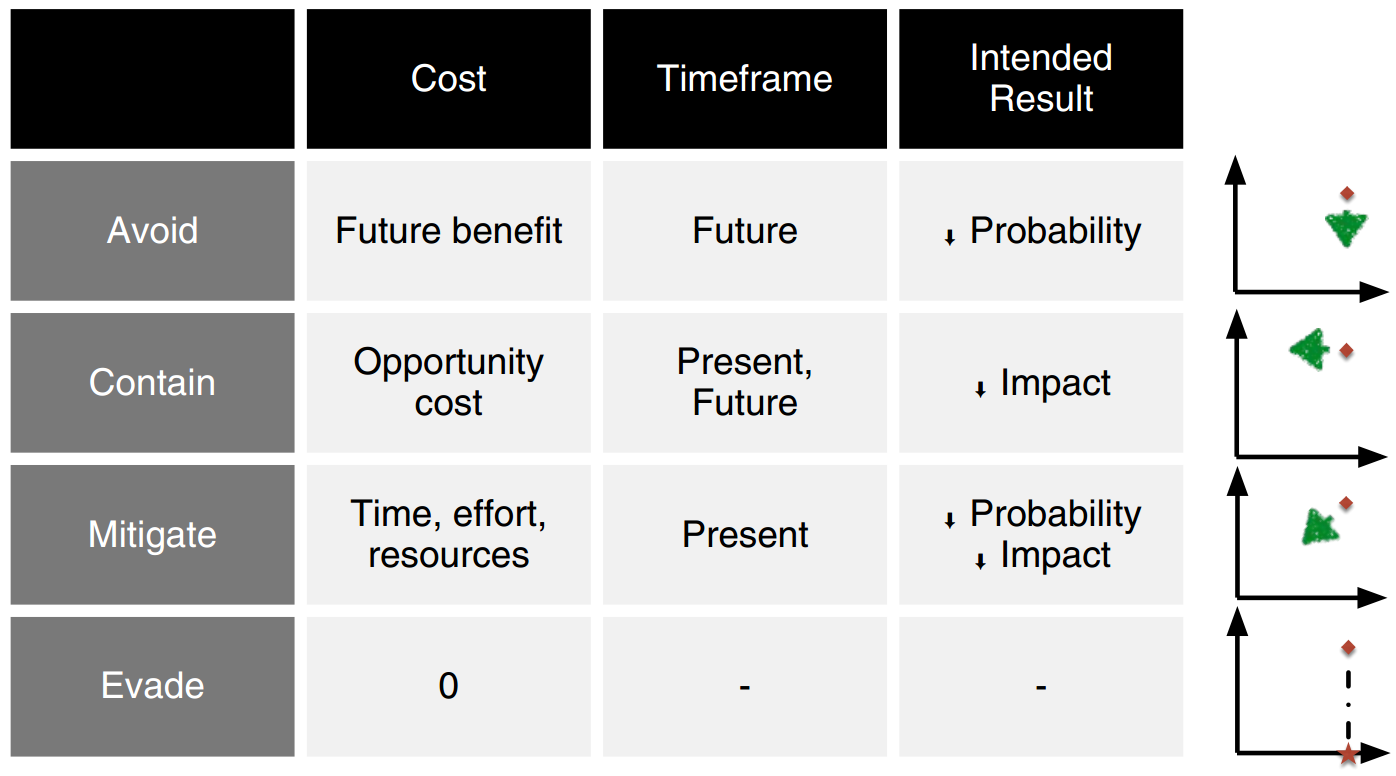 Cost
Timeframe
Intended
Result
Avoid
Future benefit
Future
⬇ Probability
Contain
Opportunity
cost
Present,
Future
⬇ Impact
Mitigate
Time, effort,
resources
Present
⬇ Probability
⬇ Impact
Evade
0
-
-